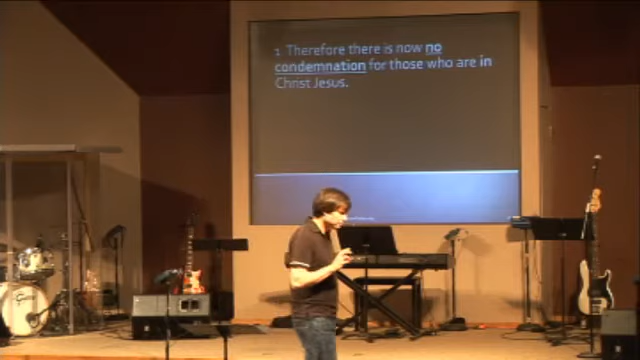 1 Therefore there is now no
condemnation for those who are in
Christ Jesus.